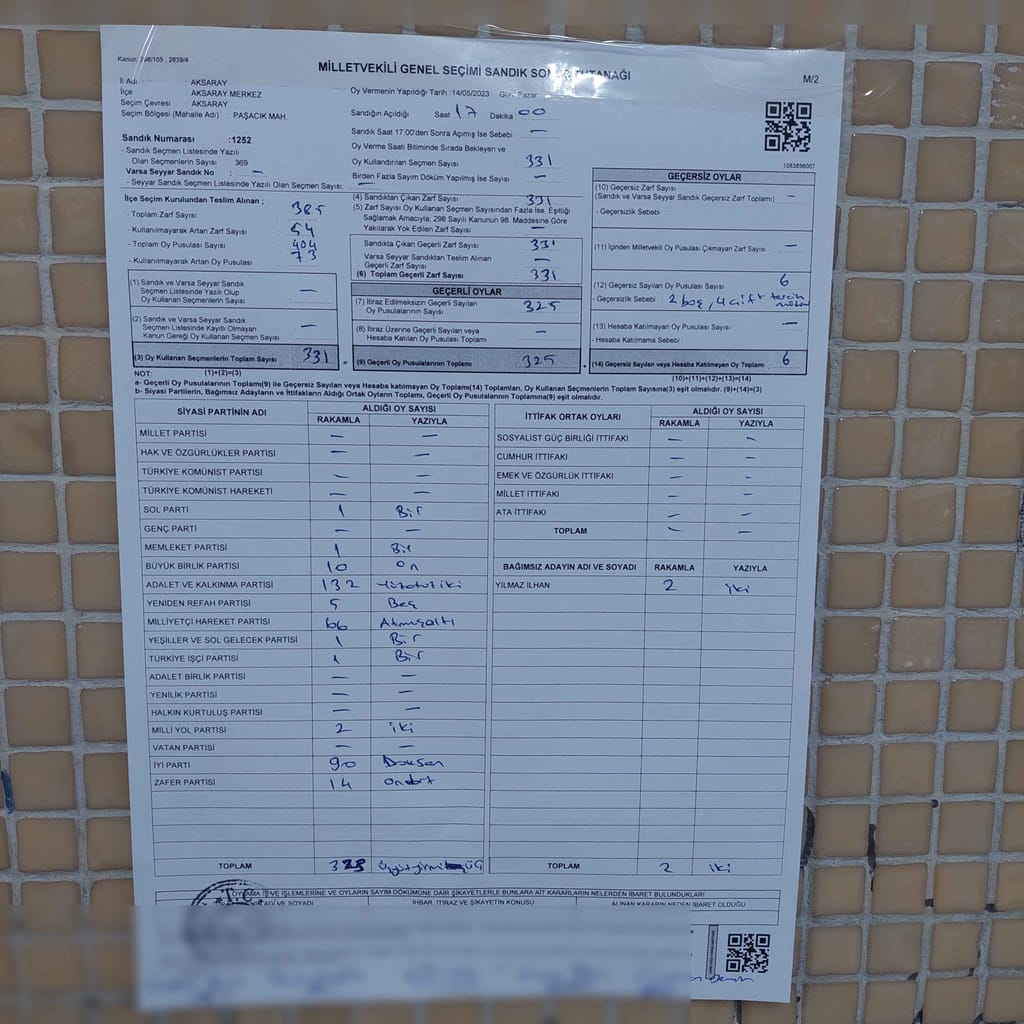 Kanun: 298/105 ; 2839/4
MİLLETVEKİLİ GENEL SEÇİMİ SANDIK TUTANAĞI
M/2
İl Adı : AKSARAY
İlçe : AKSARAY MERKEZ
Seçim Çevresi : AKSARAY
Seçim Bölgesi (Mahalle Adı) : PAŞACIK MAH.
Oy Vermenin Yapıldığı Tarih :14/05/2023 Gün: Pazar
Sandığın Açıldığı Saat 17 Dakika : 00
Sandık Saat 17:00'den Sonra Açımış İse Sebebi : —
Sandık Numarası :1252
- Sandık Seçmen Listesinde Yazılı
Olan Seçmenlerin Sayısı : 369
Varsa Seyyar Sandık No : —
- Seyyar Sandık Seçmen Listesinde Yazılı Olan Seçmen Sayısı: —
Oy Verme Saati Bitiminde Sırada Bekleyen ve
Oy Kullandırılan Seçmen Sayısı 331
Birden Fazla Sayım Döküm Yapılmış İse Sayısı : —
1083856007
İlçe Seçim Kurulundan Teslim Alınan ;
- Toplam Zarf Sayısı : 385
- Kullanılmayarak Artan Zarf Sayısı : 54
- Toplam Oy Pusulası Sayısı : 404
- Kullanılmayarak Artan Oy Pusulası : 73
(1) Sandık ve Varsa Seyyar Sandık
Seçmen Listesinde Yazılı Olup
Oy Kullanan Seçmenlerin Sayısı —
(2) Sandık ve Varsa Seyyar Sandık
Seçmen Listesinde Kayıtlı Olmayan
Kanun Gereği Oy Kullanan Seçmen Sayısı —
(3) Oy Kullanan Seçmenlerin Toplam Sayısı 331
(1)+(2)=(3)
(4) Sandıktan Çıkan Zarf Sayısı 331
(5) Zarf Sayısı Oy Kullanan Seçmen Sayısından Fazla İse, Eşitliği
Sağlamak Amacıyla; 298 Sayılı Kanunun 98. Maddesine Göre
Yakılarak Yok Edilen Zarf Sayısı —
Sandıkta Çıkan Geçerli Zarf Sayısı 331
Varsa Seyyar Sandıktan Teslim Alınan
Geçerli Zarf Sayısı —
(6) Toplam Geçerli Zarf Sayısı 331
GEÇERLİ OYLAR
(7) İtiraz Edilmeksizin Geçerli Sayılan
Oy Pusulalarının Sayısı 325
(8) İtiraz Üzerine Geçerli Sayılan veya
Hesaba Katılan Oy Pusulası Toplamı —
= (9) Geçerli Oy Pusulalarının Toplamı 325
GEÇERSİZ OYLAR
(10) Geçersiz Zarf Sayısı
(Sandık ve Varsa Seyyar Sandık Geçersiz Zarf Toplamı) —
- Geçersizlik Sebebi
(11) İçinden Milletvekili Oy Pusulası Çıkmayan Zarf Sayısı —
(12) Geçersiz Sayılan Oy Pusulası Sayısı 6
- Geçersizlik Sebebi : 2 boş, 4 çift tercih
(13) Hesaba Katılmayan Oy Pusulası Sayısı —
- Hesaba Katılmama Sebebi :
+ (14) Geçersiz Sayılan veya Hesaba Katılmayan Oy Toplamı 6
(10)+(11)+(12)+(13)=(14)
NOT:
a- Geçerli Oy Pusulalarının Toplamı(9) ile Geçersiz Sayılan veya Hesaba katılmayan Oy Toplamı(14) Toplamları, Oy Kullanan Seçmenlerin Toplam Sayısına(3) eşit olmalıdır. (9)+(14)=(3)
b- Siyasi Partilerin, Bağımsız Adayların ve İttifakların Aldığı Ortak Oyların Toplamı, Geçerli Oy Pusulalarının Toplamına(9) eşit olmalıdır.
SİYASİ PARTİNİN ADI ALDIĞI OY SAYISI
RAKAMLA YAZIYLA
MİLLET PARTİSİ — —
HAK VE ÖZGÜRLÜKLER PARTİSİ — —
TÜRKİYE KOMÜNİST PARTİSİ — —
TÜRKİYE KOMÜNİST HAREKETİ — —
SOL PARTİ 1 Bir
GENÇ PARTİ — —
MEMLEKET PARTİSİ 1 Bir
BÜYÜK BİRLİK PARTİSİ 10 on
ADALET VE KALKINMA PARTİSİ 132 Yüzotuziki
YENİDEN REFAH PARTİSİ 5 Beş
MİLLİYETÇİ HAREKET PARTİSİ 66 Atmışaltı
YEŞİLLER VE SOL GELECEK PARTİSİ 1 Bir
TÜRKİYE İŞÇİ PARTİSİ 1 Bir
ADALET BİRLİK PARTİSİ — —
YENİLİK PARTİSİ — —
HALKIN KURTULUŞ PARTİSİ — —
MİLLİ YOL PARTİSİ 2 iki
VATAN PARTİSİ — —
İYİ PARTİ 90 Doksan
ZAFER PARTİSİ 14 Ondört
TOPLAM 323
İTTİFAK ORTAK OYLARI ALDIĞI OY SAYISI
RAKAMLA YAZIYLA
SOSYALİST GÜÇ BİRLİĞİ İTTİFAKI — —
CUMHUR İTTİFAKI — —
EMEK VE ÖZGÜRLÜK İTTİFAKI — —
MİLLET İTTİFAKI — —
ATA İTTİFAKI — —
TOPLAM — —
BAĞIMSIZ ADAYIN ADI VE SOYADI RAKAMLA YAZIYLA
YILMAZ İLHAN 2 iki
TOPLAM 2 iki
OYLAMA İŞ VE İŞLEMLERİNE VE OYLARIN SAYIM DÖKÜMÜNE DAİR ŞİKAYETLERLE BUNLARA AİT KARARLARIN NELERDEN İBARET BULUNDUKLARI
ADI VE SOYADI İHBAR, İTİRAZ VE ŞİKAYETİN KONUSU ALINAN KARARIN NEDEN İBARET OLDUĞU